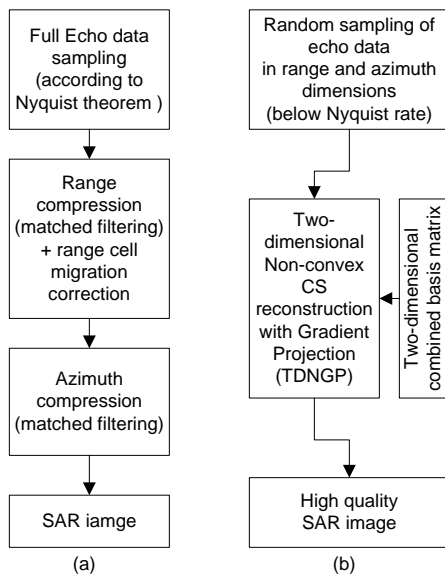 Full Echo data
sampling
(according to
Nyquist theorem )
Range
compression
(matched filtering)
+ range cell
migration
correction
Azimuth
compression
(matched filtering)
SAR iamge
(a)
Random sampling of
echo data
in range and azimuth
dimensions
(below Nyquist rate)
Two-
dimensional
Non-convex
CS
reconstruction
with Gradient
Projection
(TDNGP)
Two-dimensional
combined basis matrix
High quality
SAR image
(b)